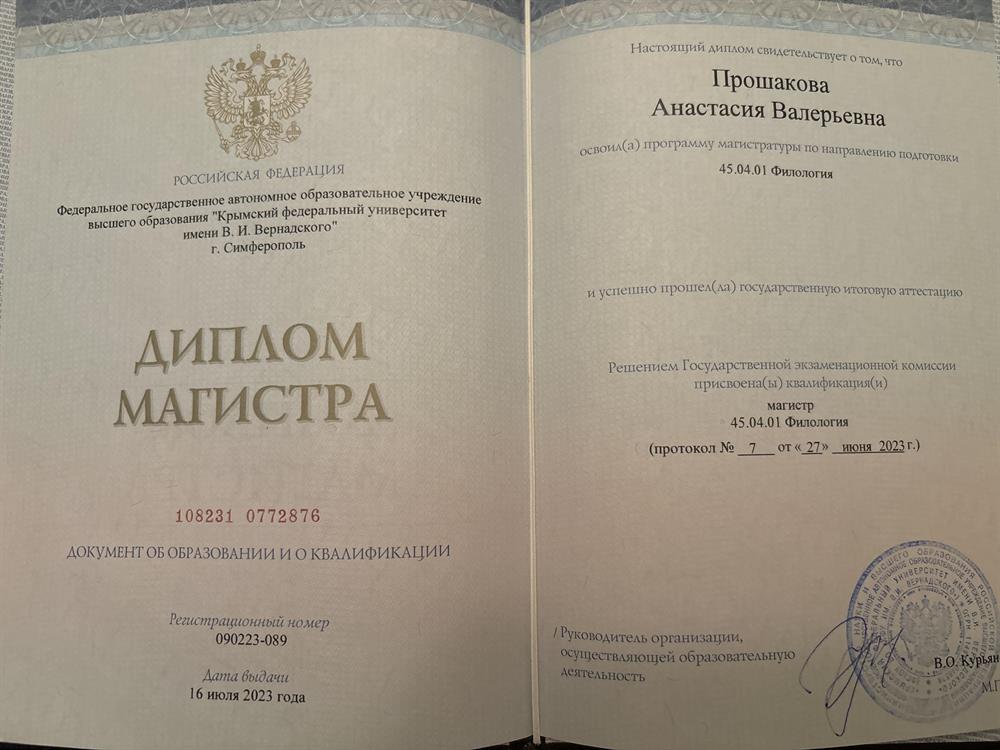 РОССИЙСКАЯ ФЕДЕРАЦИЯ
Федеральное государственное автономное образовательное учреждение
высшего образования "Крымский федеральный университет
имени В. И. Вернадского"
г. Симферополь
ДИПЛОМ
МАГИСТРА
108231 0772876
ДОКУМЕНТ ОБ ОБРАЗОВАНИИ И О КВАЛИФИКАЦИИ
Регистрационный номер
090223-089
Дата выдачи
16 июля 2023 года
Настоящий диплом свидетельствует о том, что
Прошакова
Анастасия Валерьевна
освоил(а) программу магистратуры по направлению подготовки
45.04.01 Филология
и успешно прошел(ла) государственную итоговую аттестацию
Решением Государственной экзаменационной комиссии
присвоена(ы) квалификация(и)
магистр
45.04.01 Филология
(протокол № 7 от «27» июня 2023 г.)
/ Руководитель организации,
осуществляющей образовательную
деятельность
В.О. Курьян
М.П